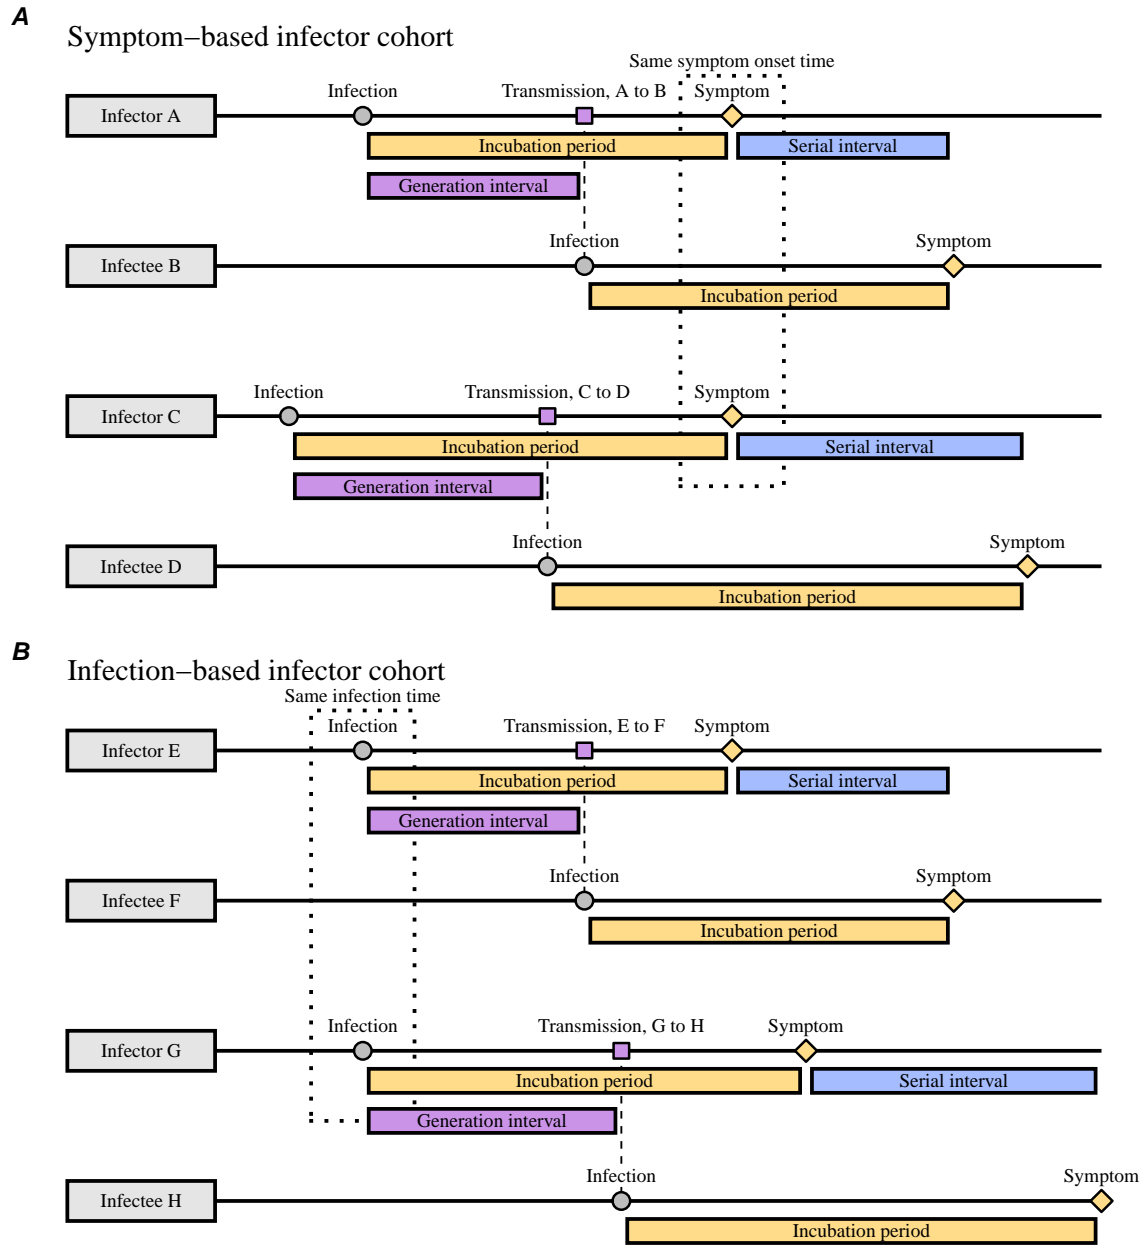 A
Symptom−based infector cohort
Same symptom onset time
Infection
Transmission, A to B
Symptom
Infector A
Incubation period
Serial interval
Generation interval
Infection
Symptom
Infectee B
Incubation period
Infection
Transmission, C to D
Symptom
Infector C
Incubation period
Serial interval
Generation interval
Infection
Symptom
Infectee D
Incubation period
B
Infection−based infector cohort
Same infection time
Infection
Transmission, E to F
Symptom
Infector E
Incubation period
Serial interval
Generation interval
Infection
Symptom
Infectee F
Incubation period
Infection
Transmission, G to H
Symptom
Infector G
Incubation period
Serial interval
Generation interval
Infection
Symptom
Infectee H
Incubation period